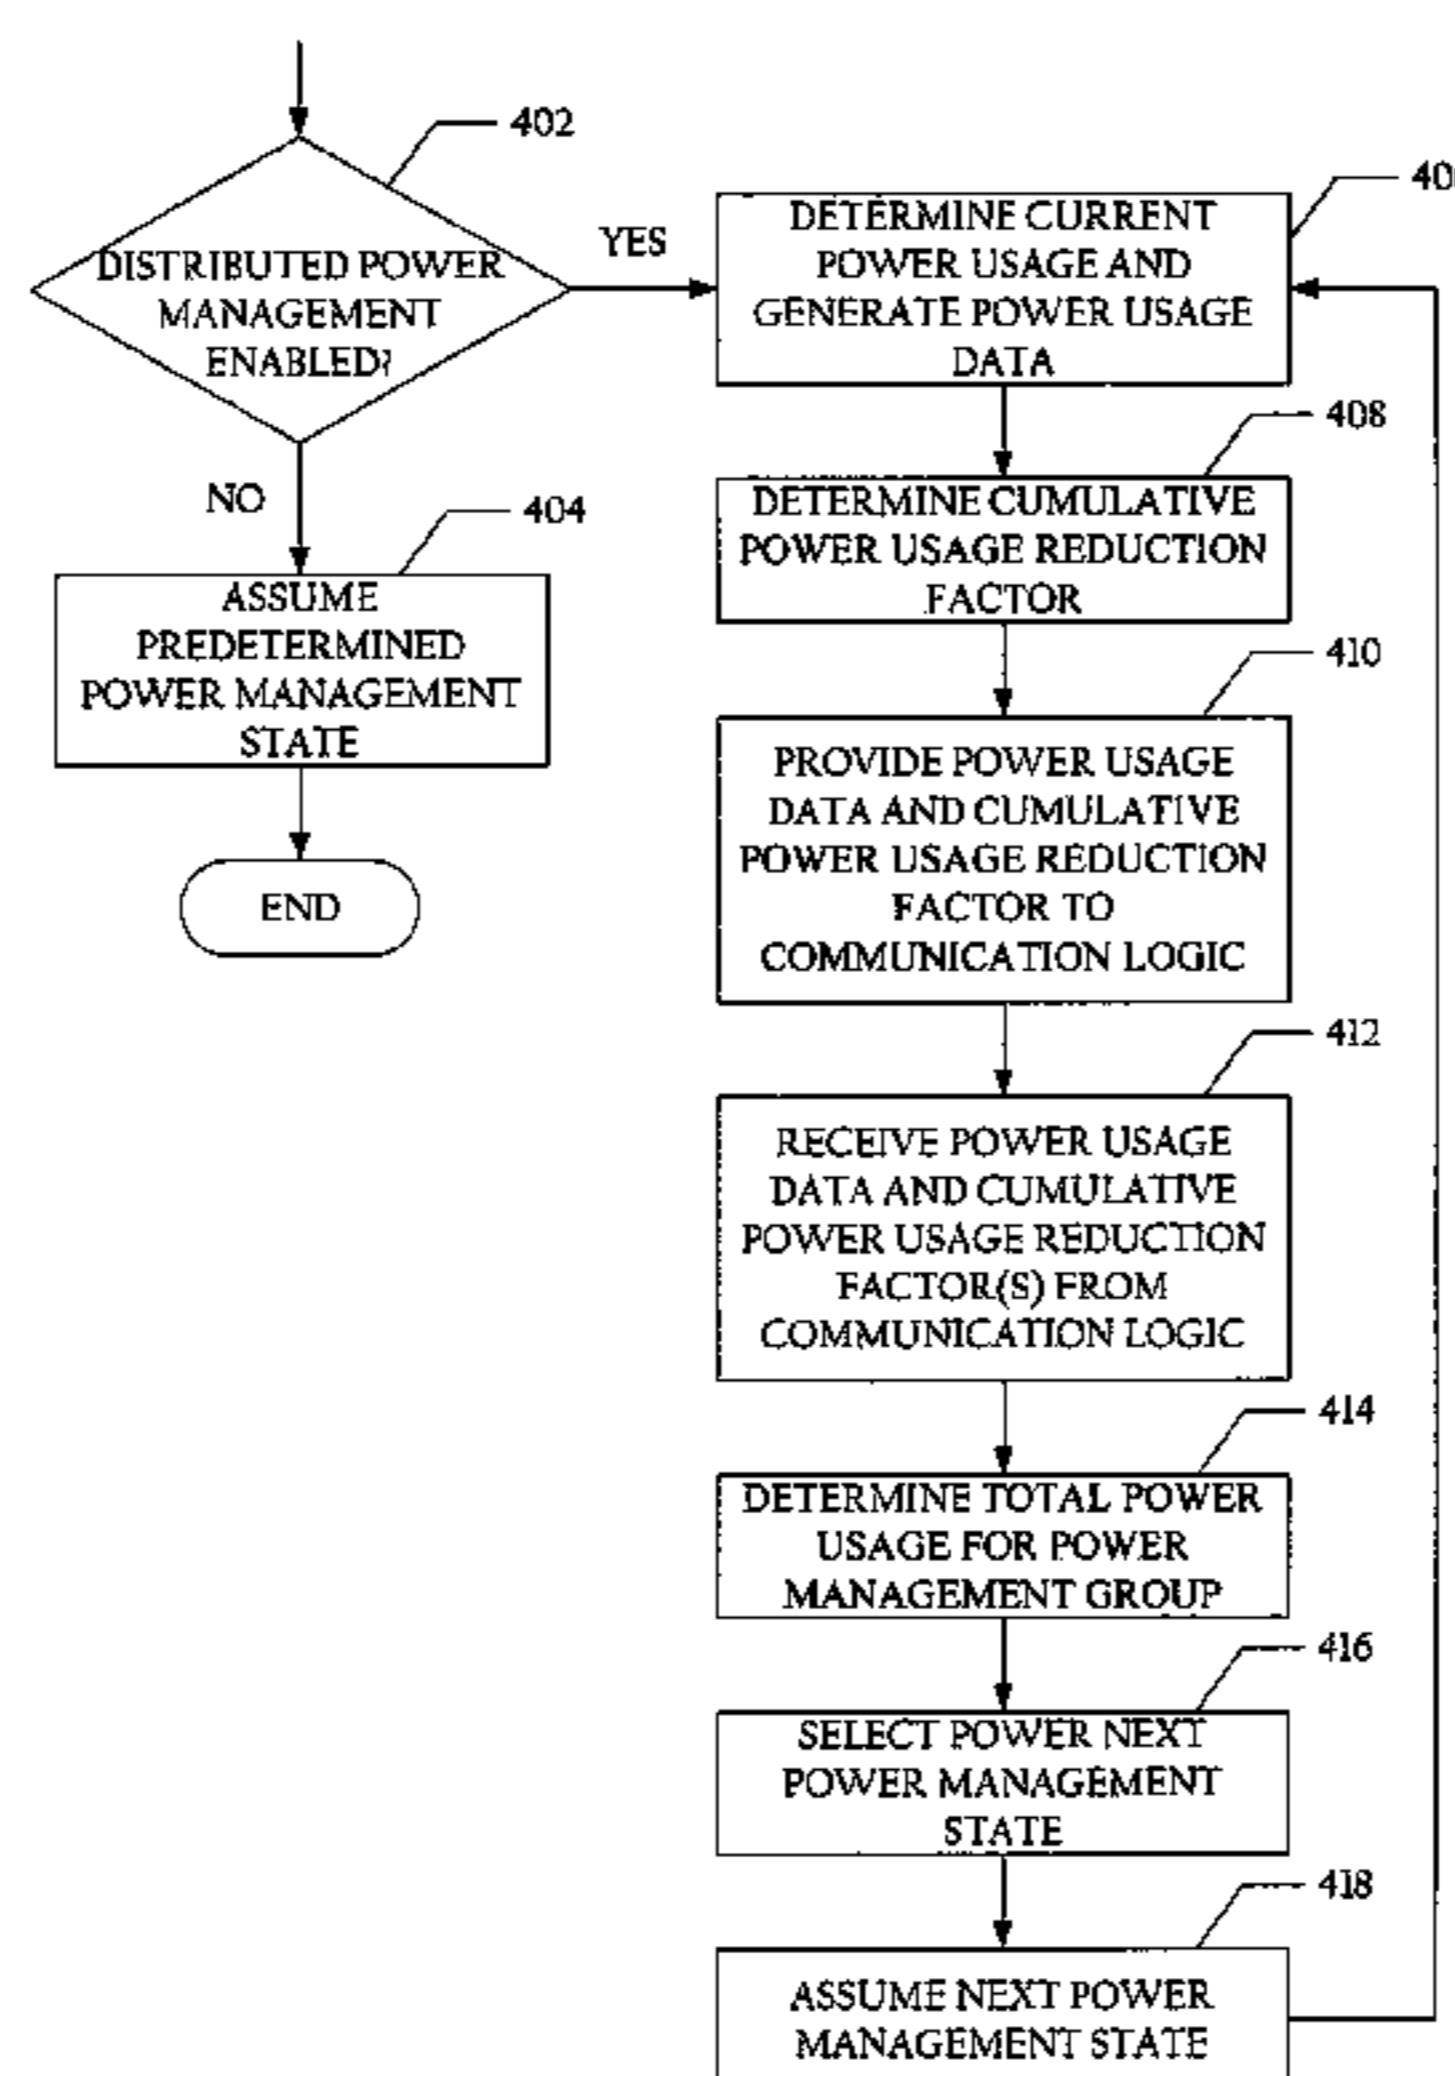 402
DISTRIBUTED POWER
MANAGEMENT
ENABLED?
YES
NO
404
ASSUME
PREDETERMINED
POWER MANAGEMENT
STATE
END
40
DETERMINE CURRENT
POWER USAGE AND
GENERATE POWER USAGE
DATA
408
DETERMINE CUMULATIVE
POWER USAGE REDUCTION
FACTOR
410
PROVIDE POWER USAGE
DATA AND CUMULATIVE
POWER USAGE REDUCTION
FACTOR TO
COMMUNICATION LOGIC
412
RECEIVE POWER USAGE
DATA AND CUMULATIVE
POWER USAGE REDUCTION
FACTOR(S) FROM
COMMUNICATION LOGIC
414
DETERMINE TOTAL POWER
USAGE FOR POWER
MANAGEMENT GROUP
416
SELECT POWER NEXT
POWER MANAGEMENT
STATE
418
ASSUME NEXT POWER
MANAGEMENT STATE